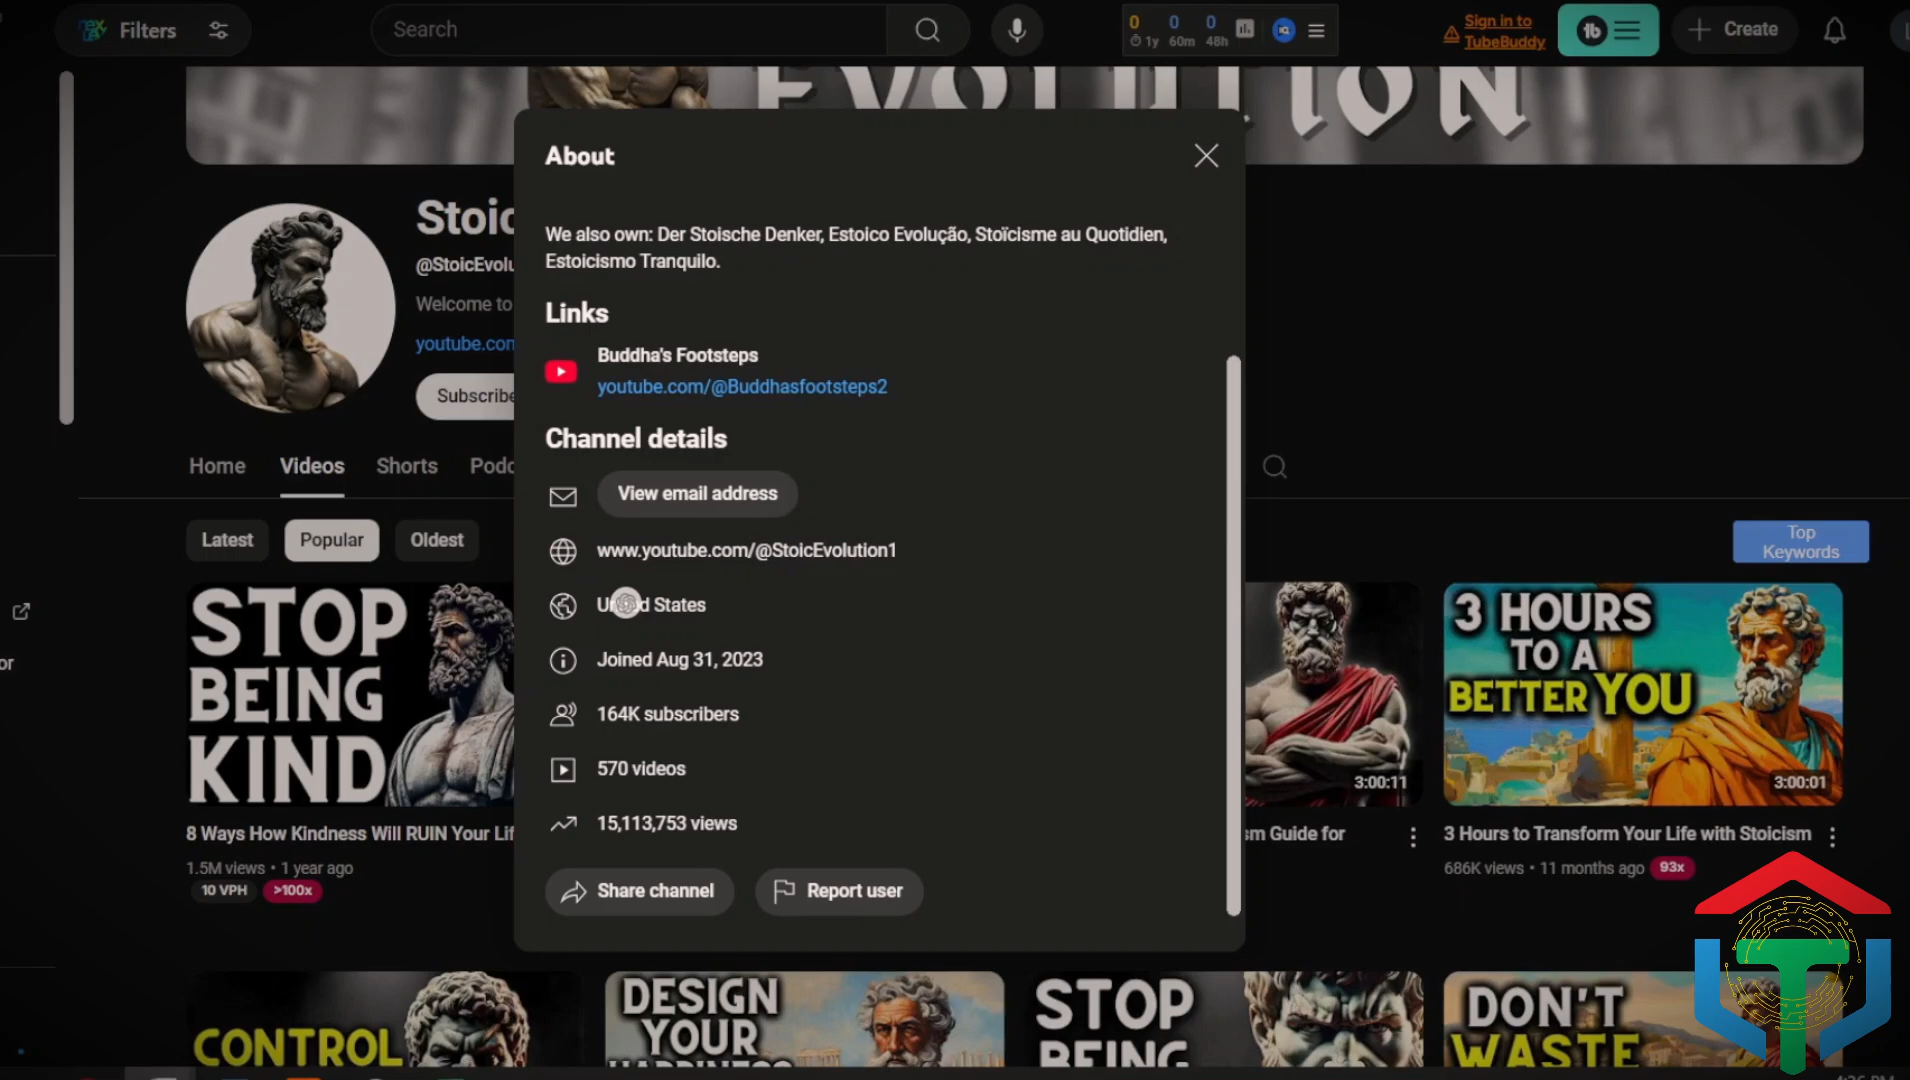 Filters
Search
0 0 0
1y 60m 48h
Sign in to
TubeBuddy
Create
EVOLUTION
About
We also own: Der Stoische Denker, Estoico Evolução, Stoïcisme au Quotidien,
Estoicismo Tranquilo.
Links
Buddha's Footsteps
youtube.com/@Buddhasfootsteps2
Channel details
View email address
www.youtube.com/@StoicEvolution1
United States
Joined Aug 31, 2023
164K subscribers
570 videos
15,113,753 views
Share channel
Report user
Stoic
@StoicEvolu
Welcome to
youtube.com
Subscribe
Home
Videos
Shorts
Podc
Latest
Popular
Oldest
Top
Keywords
STOP
BEING
KIND
8 Ways How Kindness Will RUIN Your Lif
1.5M views • 1 year ago
10 VPH >100x
3:00:11
sm Guide for
3 HOURS
TO A
BETTER YOU
3:00:01
3 Hours to Transform Your Life with Stoicism
686K views • 11 months ago 93x
CONTROL
DESIGN
YOUR
HAPPINESS
STOP
BEING
DON'T
WASTE